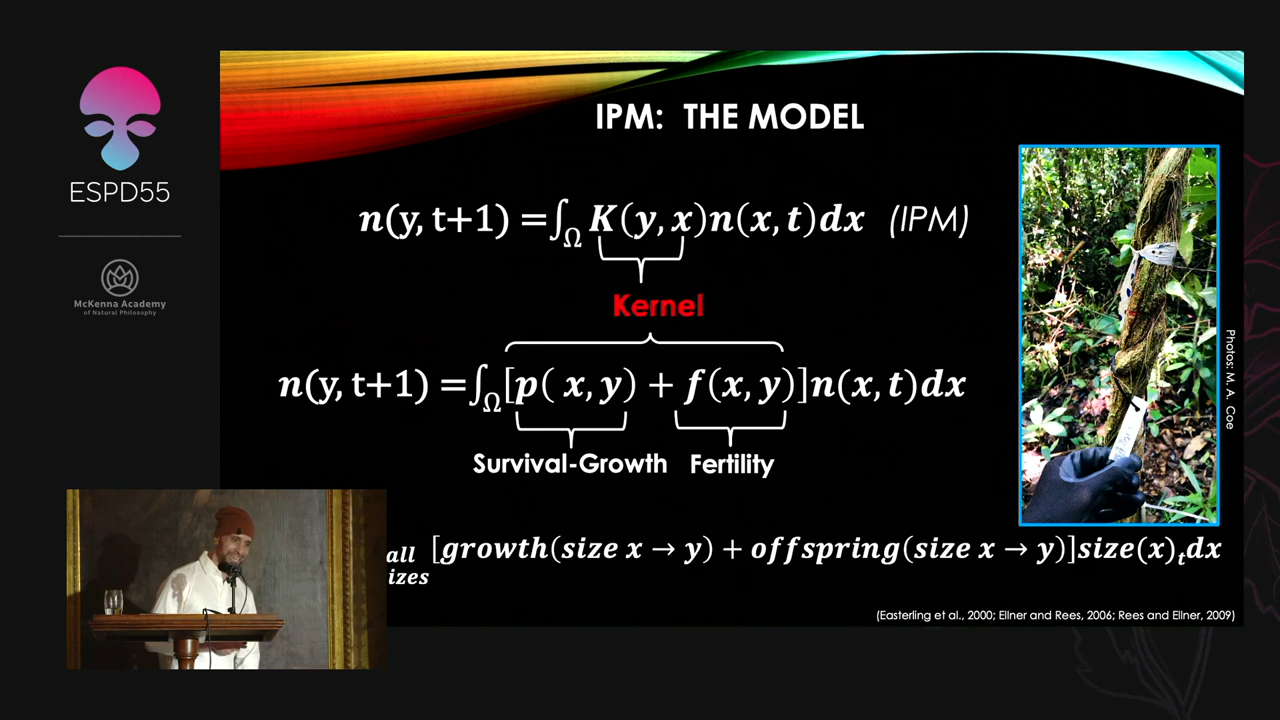 IPM: THE MODEL
n(y, t+1) =∫Ω K(y, x)n(x, t)dx (IPM)
Kernel
n(y, t+1) =∫Ω[p( x, y) + f(x, y)]n(x, t)dx
Survival-Growth Fertility
all
izes
[growth(size x → y) + offspring(size x → y)]size(x)t dx
(Easterling et al., 2000; Ellner and Rees, 2006; Rees and Ellner, 2009)
Photos: M. A. Coe
ESPD55
McKenna Academy
of Natural Philosophy